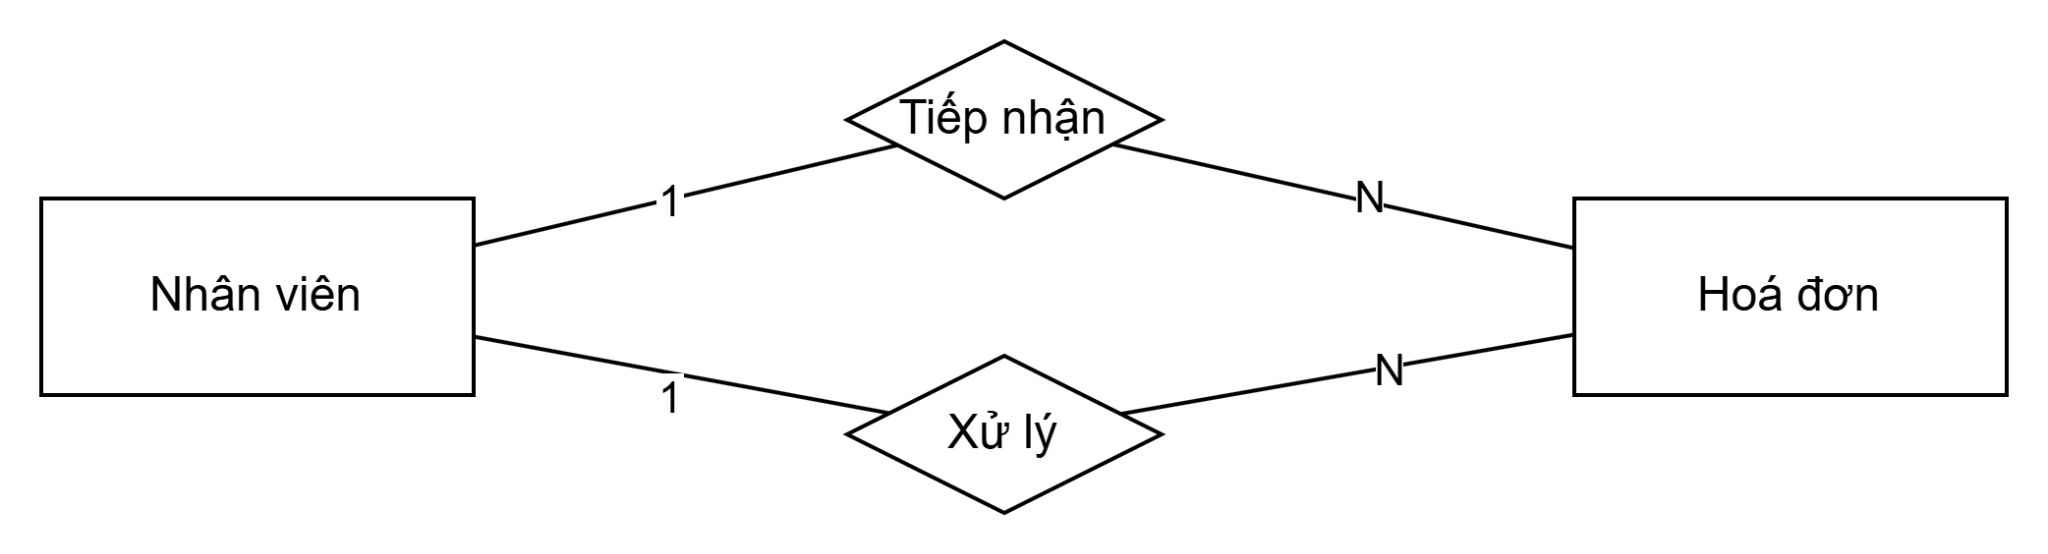 Tiếp nhận
1
N
Nhân viên
Hoá đơn
1
N
Xử lý